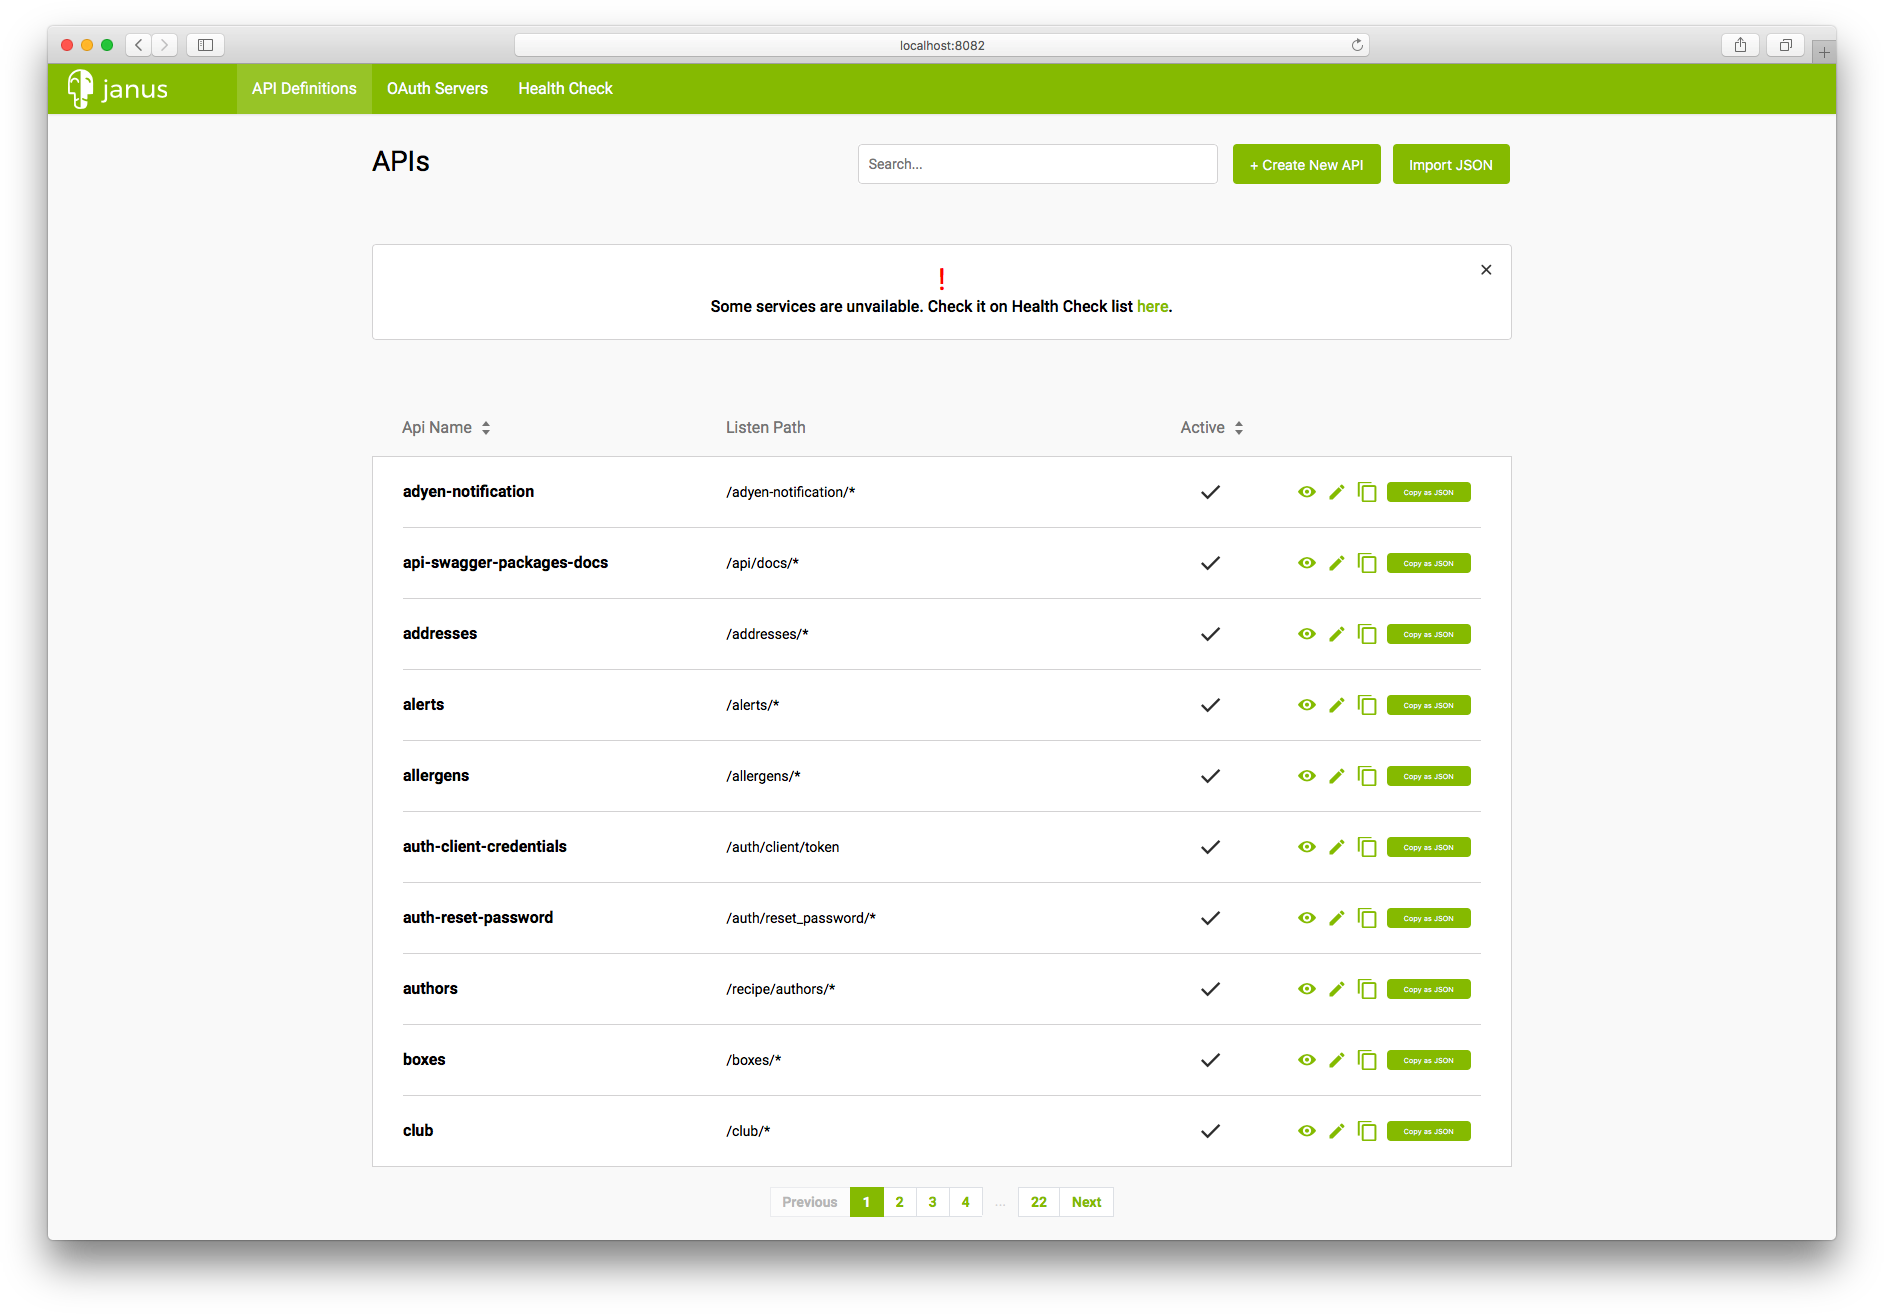 localhost:8082
janus API Definitions OAuth Servers Health Check
APIs Search... + Create New API Import JSON
!
Some services are unvailable. Check it on Health Check list here.
Api Name Listen Path Active
adyen-notification /adyen-notification/* Copy as JSON
api-swagger-packages-docs /api/docs/* Copy as JSON
addresses /addresses/* Copy as JSON
alerts /alerts/* Copy as JSON
allergens /allergens/* Copy as JSON
auth-client-credentials /auth/client/token Copy as JSON
auth-reset-password /auth/reset_password/* Copy as JSON
authors /recipe/authors/* Copy as JSON
boxes /boxes/* Copy as JSON
club /club/* Copy as JSON
Previous 1 2 3 4 ... 22 Next